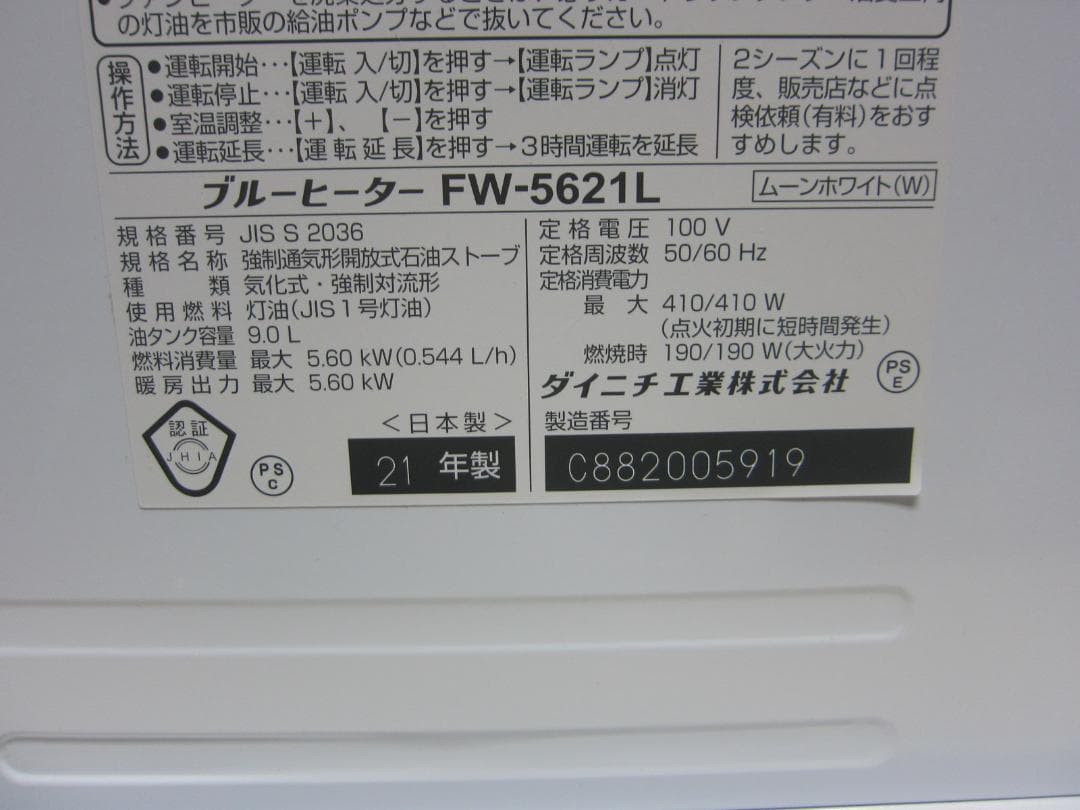 の灯油を市販の給油ポンプなどで抜いてください。
操作方法
●運転開始…【運転 入/切】を押す→【運転ランプ】点灯
●運転停止…【運転 入/切】を押す→【運転ランプ】消灯
●室温調整…【＋】、【－】を押す
●運転延長…【運転延長】を押す→3時間運転を延長
2シーズンに1回程
度、販売店などに点
検依頼(有料)をおす
すめします。
ブルーヒーター FW-5621L
ムーンホワイト(W)
規格番号 JIS S 2036
規格名称 強制通気形開放式石油ストーブ
種類 気化式・強制対流形
使用燃料 灯油(JIS1号灯油)
油タンク容量 9.0 L
燃料消費量 最大 5.60 kW(0.544 L/h)
暖房出力 最大 5.60 kW
認証
JHIA
PS
C
<日本製>
21 年製
定格電圧 100 V
定格周波数 50/60 Hz
定格消費電力
最大 410/410 W
(点火初期に短時間発生)
燃焼時 190/190 W(大火力)
ダイニチ工業株式会社
PS
E
製造番号
C882005919